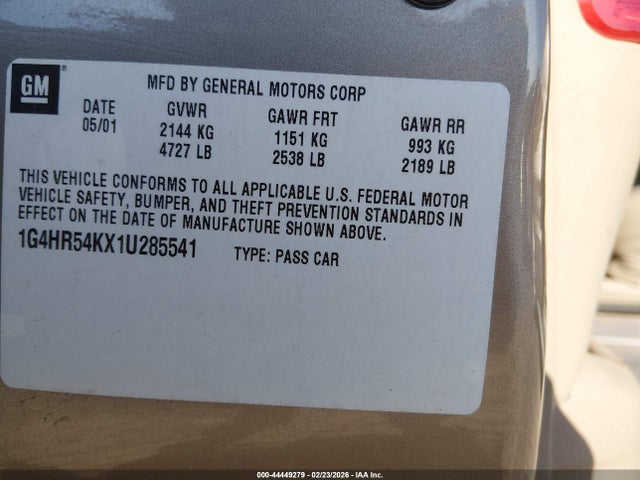 GM
MFD BY GENERAL MOTORS CORP
DATE GVWR GAWR FRT GAWR RR
05/01 2144 KG 1151 KG 993 KG
4727 LB 2538 LB 2189 LB
THIS VEHICLE CONFORMS TO ALL APPLICABLE U.S. FEDERAL MOTOR
VEHICLE SAFETY, BUMPER, AND THEFT PREVENTION STANDARDS IN
EFFECT ON THE DATE OF MANUFACTURE SHOWN ABOVE.
1G4HR54KX1U285541 TYPE: PASS CAR
000-44449279 - 02/23/2026 - IAA Inc.